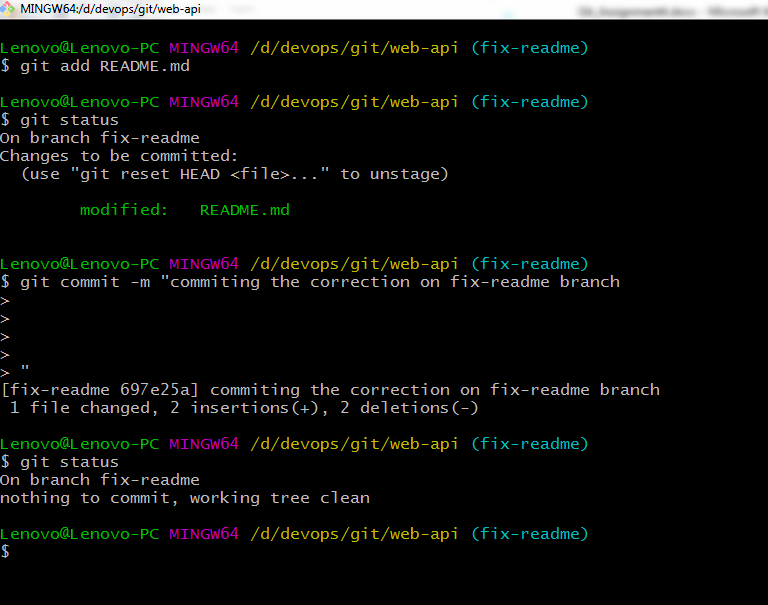 MINGW64:/d/devops/git/web-api
Lenovo@Lenovo-PC MINGW64 /d/devops/git/web-api (fix-readme)
$ git add README.md
Lenovo@Lenovo-PC MINGW64 /d/devops/git/web-api (fix-readme)
$ git status
On branch fix-readme
Changes to be committed:
  (use "git reset HEAD <file>..." to unstage)
        modified:   README.md
Lenovo@Lenovo-PC MINGW64 /d/devops/git/web-api (fix-readme)
$ git commit -m "commiting the correction on fix-readme branch
>
>
>
>
> "
[fix-readme 697e25a] commiting the correction on fix-readme branch
 1 file changed, 2 insertions(+), 2 deletions(-)
Lenovo@Lenovo-PC MINGW64 /d/devops/git/web-api (fix-readme)
$ git status
On branch fix-readme
nothing to commit, working tree clean
Lenovo@Lenovo-PC MINGW64 /d/devops/git/web-api (fix-readme)
$